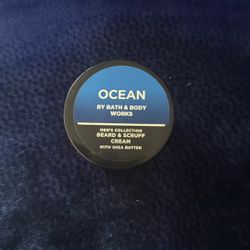 OCEAN
BY BATH & BODY
WORKS
MEN'S COLLECTION
BEARD & SCRUFF
CREAM
WITH SHEA BUTTER